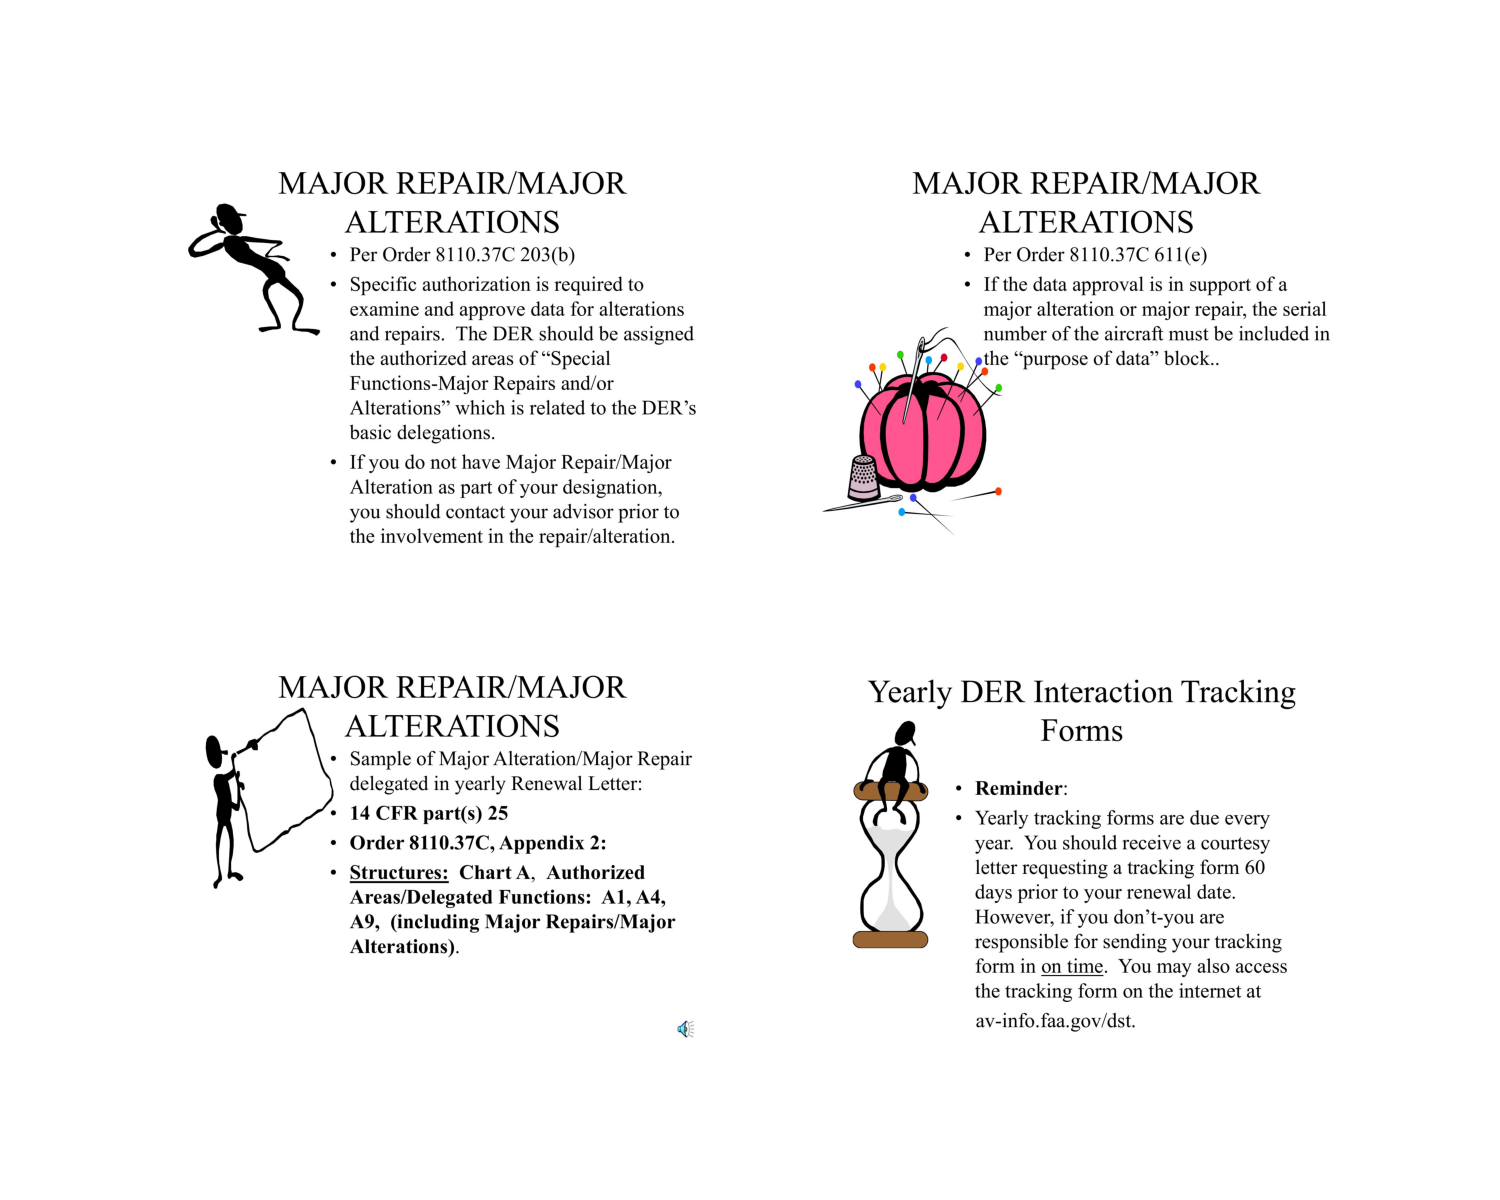 MAJOR REPAIR/MAJOR
ALTERATIONS
• Per Order 8110.37C 203(b)
• Specific authorization is required to
examine and approve data for alterations
and repairs.  The DER should be assigned
the authorized areas of “Special
Functions-Major Repairs and/or
Alterations” which is related to the DER’s
basic delegations.
• If you do not have Major Repair/Major
Alteration as part of your designation,
you should contact your advisor prior to
the involvement in the repair/alteration.
MAJOR REPAIR/MAJOR
ALTERATIONS
• Per Order 8110.37C 611(e)
• If the data approval is in support of a
major alteration or major repair, the serial
number of the aircraft must be included in
the “purpose of data” block..
MAJOR REPAIR/MAJOR
ALTERATIONS
• Sample of Major Alteration/Major Repair
delegated in yearly Renewal Letter:
• 14 CFR part(s) 25
• Order 8110.37C, Appendix 2:
• Structures:  Chart A,  Authorized
Areas/Delegated Functions:  A1, A4,
A9,  (including Major Repairs/Major
Alterations).
Yearly DER Interaction Tracking
Forms
• Reminder:
• Yearly tracking forms are due every
year.  You should receive a courtesy
letter requesting a tracking form 60
days prior to your renewal date.
However, if you don’t-you are
responsible for sending your tracking
form in on time.  You may also access
the tracking form on the internet at
av-info.faa.gov/dst.